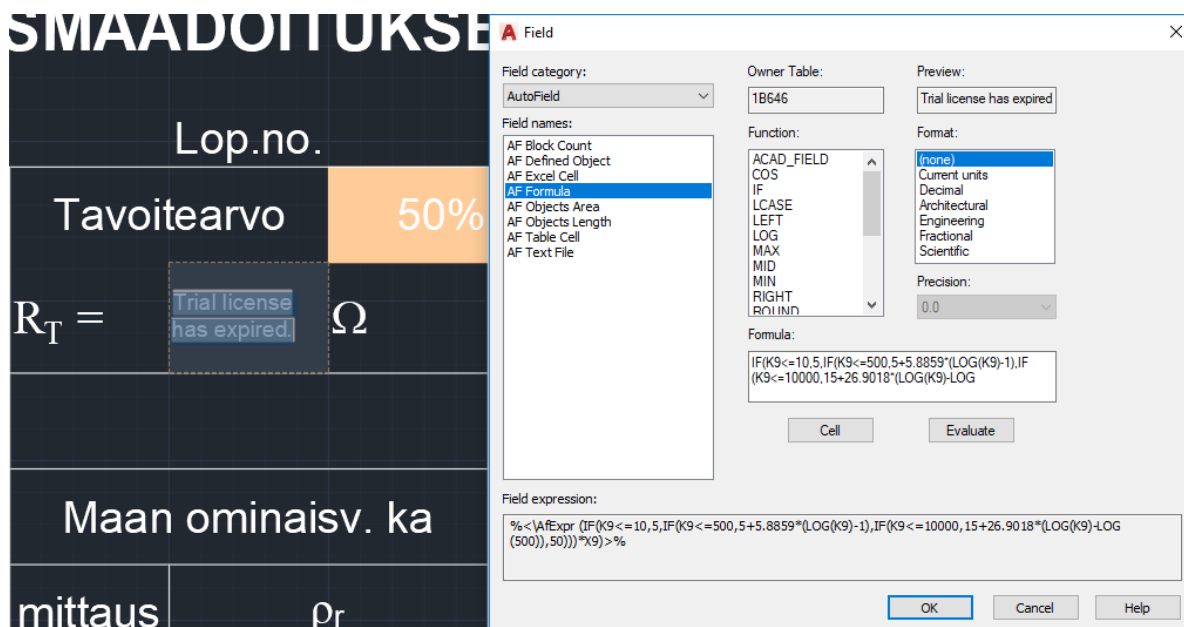 SMAADOITUKSE
Lop.no.
Tavoitearvo 50%
R_T = Trial license
has expired. Ω
Maan ominaisv. ka
mittaus ρr
A Field
Field category:
AutoField
Field names:
AF Block Count
AF Defined Object
AF Excel Cell
AF Formula
AF Objects Area
AF Objects Length
AF Table Cell
AF Text File
Owner Table:
1B646
Function:
ACAD_FIELD
COS
IF
LCASE
LEFT
LOG
MAX
MID
MIN
RIGHT
ROUND
Preview:
Trial license has expired
Format:
(none)
Current units
Decimal
Architectural
Engineering
Fractional
Scientific
Precision:
0.0
Formula:
IF(K9<=10,5,IF(K9<=500,5+5.8859*(LOG(K9)-1),IF
(K9<=10000,15+26.9018*(LOG(K9)-LOG
Cell Evaluate
Field expression:
%<\AfExpr (IF(K9<=10,5,IF(K9<=500,5+5.8859*(LOG(K9)-1),IF(K9<=10000,15+26.9018*(LOG(K9)-LOG
(500)),50)))*X9)>%
OK Cancel Help